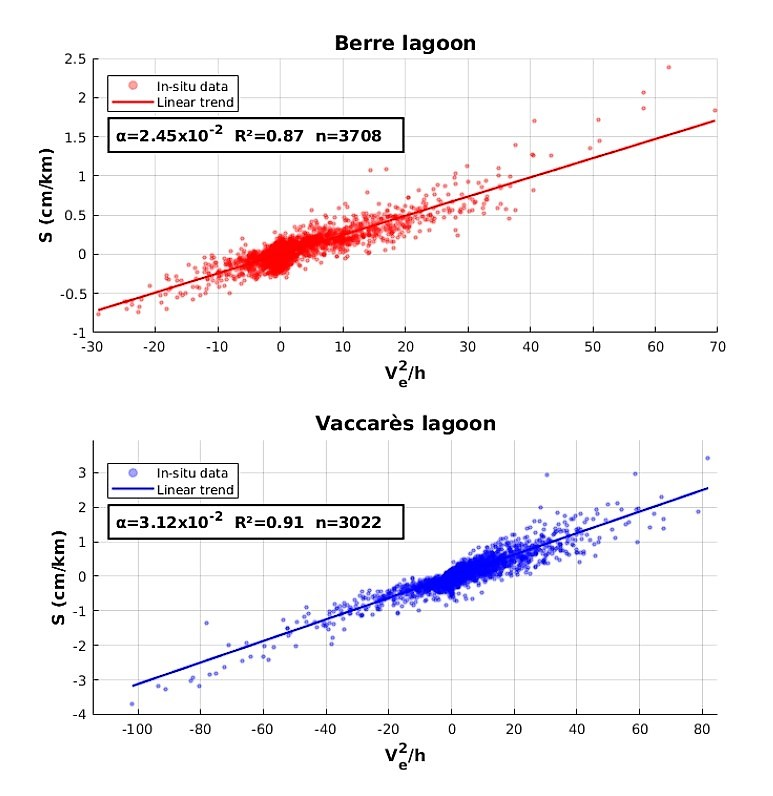 Berre lagoon
2.5
2
1.5
1
0.5
0
-0.5
-1
S (cm/km)
In-situ data
Linear trend
α=2.45x10⁻² R²=0.87 n=3708
-30 -20 -10 0 10 20 30 40 50 60 70
Vₑ²/h
Vaccarès lagoon
3
2
1
0
-1
-2
-3
-4
S (cm/km)
In-situ data
Linear trend
α=3.12x10⁻² R²=0.91 n=3022
-100 -80 -60 -40 -20 0 20 40 60 80
Vₑ²/h